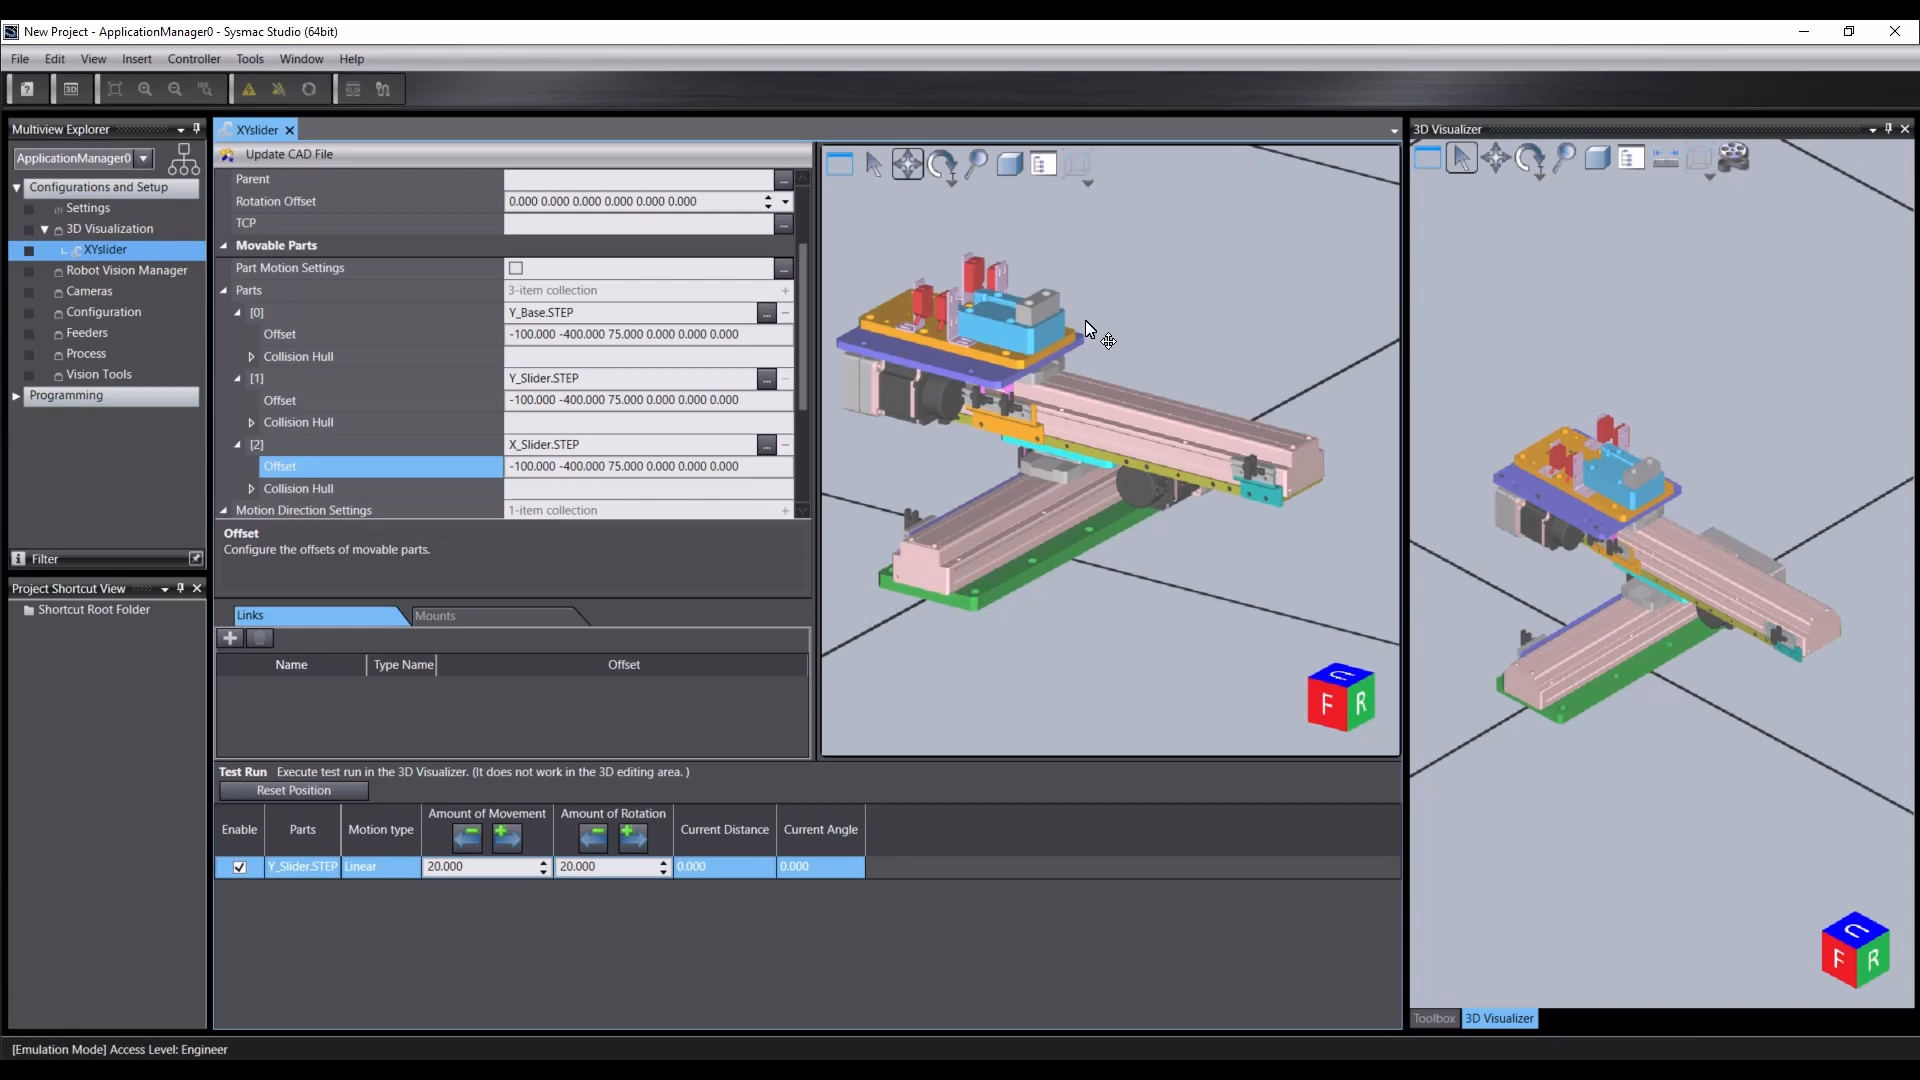 New Project - ApplicationManager0 - Sysmac Studio (64bit)
File Edit View Insert Controller Tools Window Help
3D
Multiview Explorer
ApplicationManager0
Configurations and Setup
Settings
3D Visualization
XYslider
Robot Vision Manager
Cameras
Configuration
Feeders
Process
Vision Tools
Programming
Filter
Project Shortcut View
Shortcut Root Folder
XYslider
Update CAD File
Parent ...
Rotation Offset 0.000 0.000 0.000 0.000 0.000 0.000
TCP ...
Movable Parts
Part Motion Settings ...
Parts 3-item collection +
[0] Y_Base.STEP ... −
Offset -100.000 -400.000 75.000 0.000 0.000 0.000
Collision Hull
[1] Y_Slider.STEP ... −
Offset -100.000 -400.000 75.000 0.000 0.000 0.000
Collision Hull
[2] X_Slider.STEP ... −
Offset -100.000 -400.000 75.000 0.000 0.000 0.000
Collision Hull
Motion Direction Settings 1-item collection +
Offset
Configure the offsets of movable parts.
Links Mounts
Name Type Name Offset
F R U
Test Run Execute test run in the 3D Visualizer. (It does not work in the 3D editing area. )
Reset Position
Enable Parts Motion type Amount of Movement Amount of Rotation Current Distance Current Angle
Y_Slider.STEP Linear 20.000 20.000 0.000 0.000
3D Visualizer
F R U
Toolbox 3D Visualizer
[Emulation Mode] Access Level: Engineer